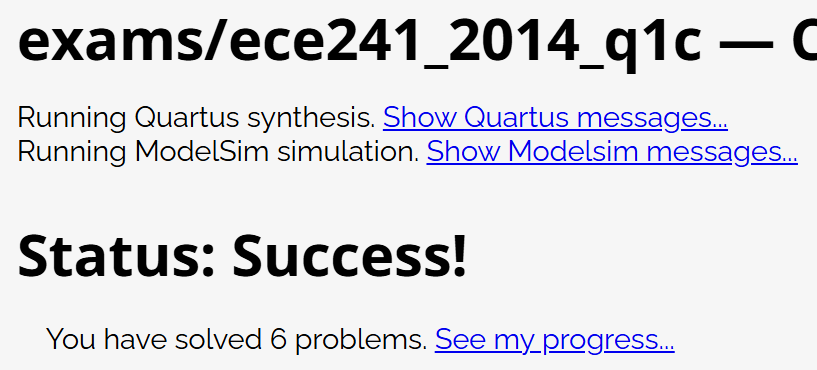 exams/ece241_2014_q1c —
Running Quartus synthesis. Show Quartus messages...
Running ModelSim simulation. Show Modelsim messages...
Status: Success!
You have solved 6 problems. See my progress...